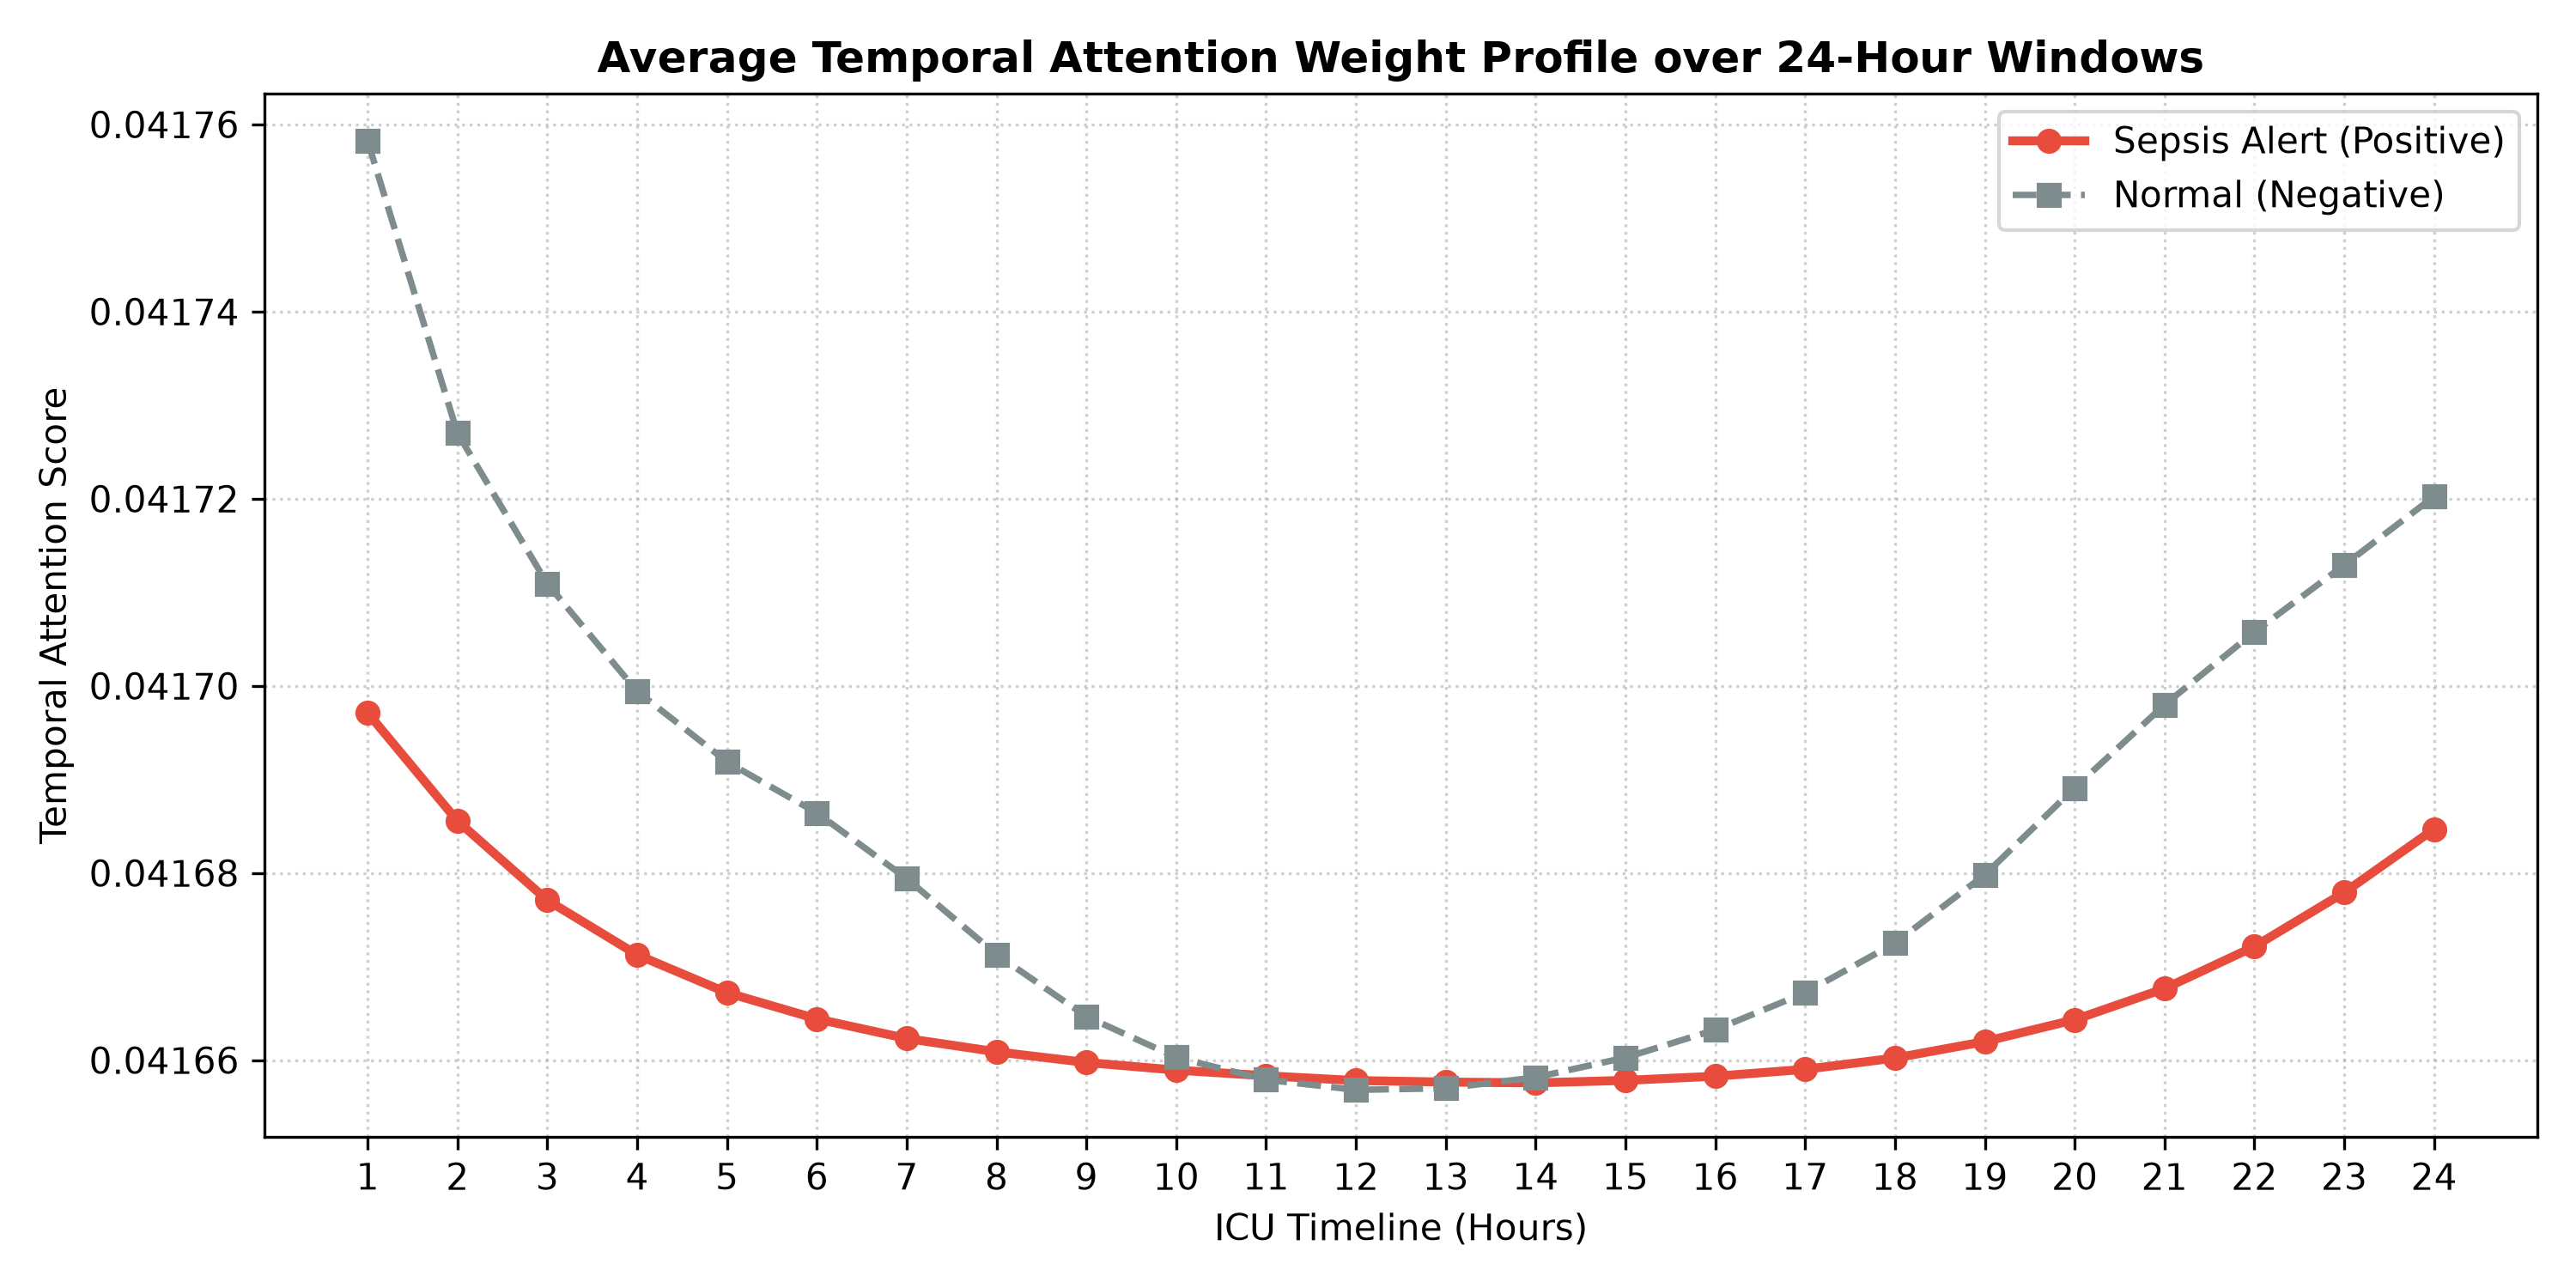 Average Temporal Attention Weight Profile over 24-Hour Windows
Sepsis Alert (Positive)
Normal (Negative)
Temporal Attention Score
0.04176
0.04174
0.04172
0.04170
0.04168
0.04166
1 2 3 4 5 6 7 8 9 10 11 12 13 14 15 16 17 18 19 20 21 22 23 24
ICU Timeline (Hours)